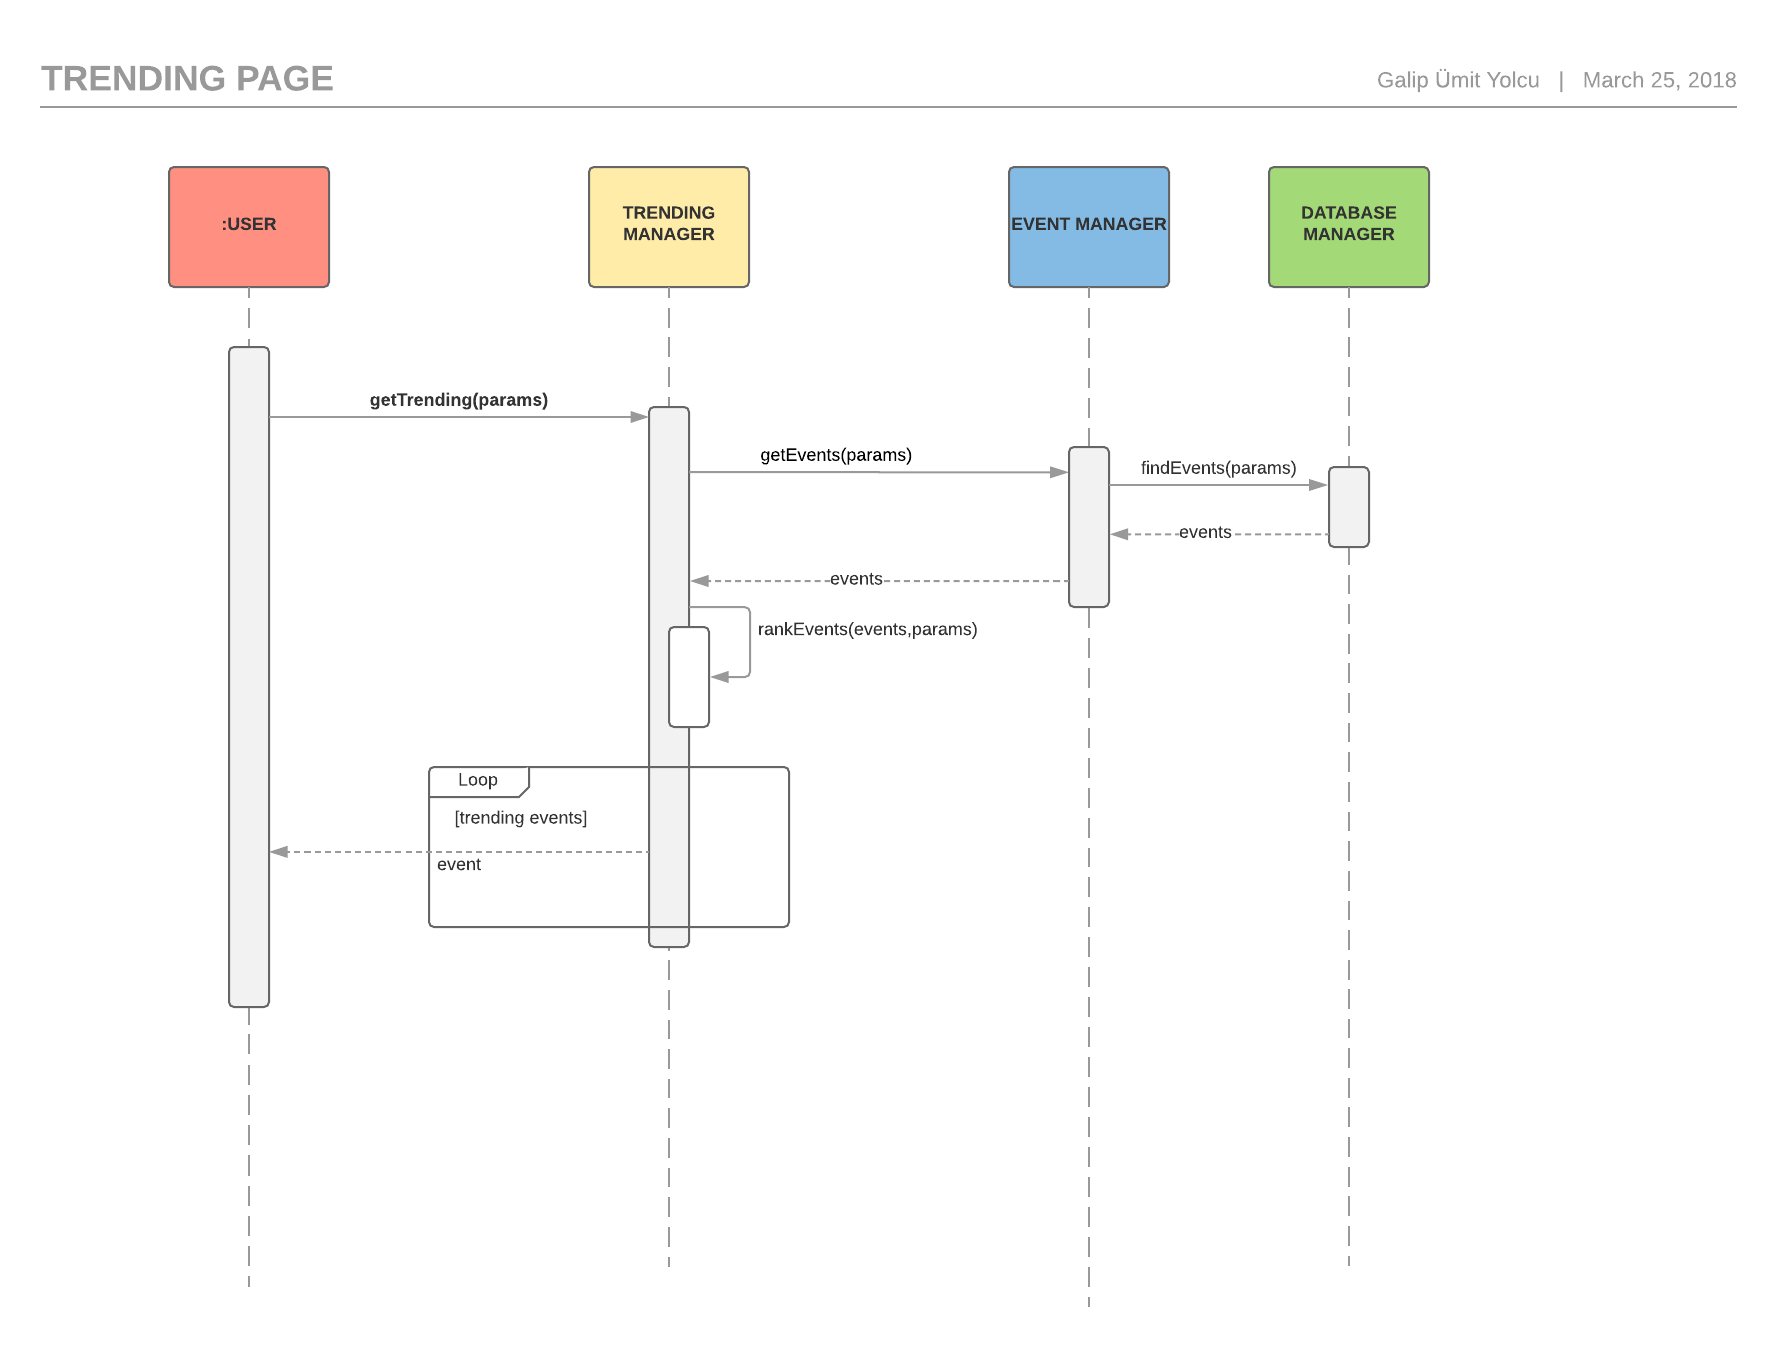 TRENDING PAGE
Galip Ümit Yolcu | March 25, 2018
:USER
TRENDING
MANAGER
EVENT MANAGER
DATABASE
MANAGER
getTrending(params)
getEvents(params)
findEvents(params)
events
events
rankEvents(events,params)
Loop
[trending events]
event